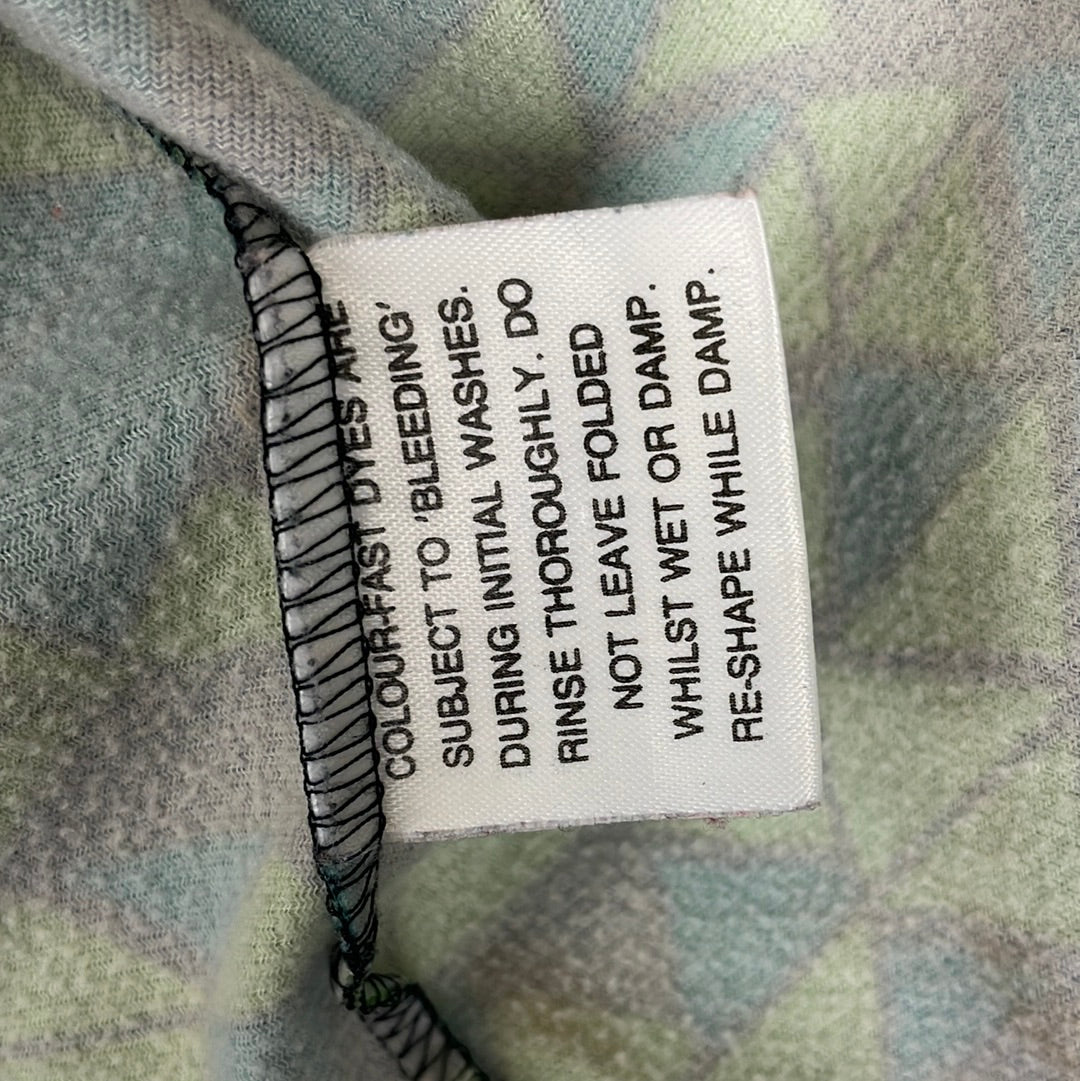 COLOUR-FAST DYES ARE
SUBJECT TO 'BLEEDING'
DURING INITIAL WASHES.
RINSE THOROUGHLY. DO
NOT LEAVE FOLDED
WHILST WET OR DAMP.
RE-SHAPE WHILE DAMP.